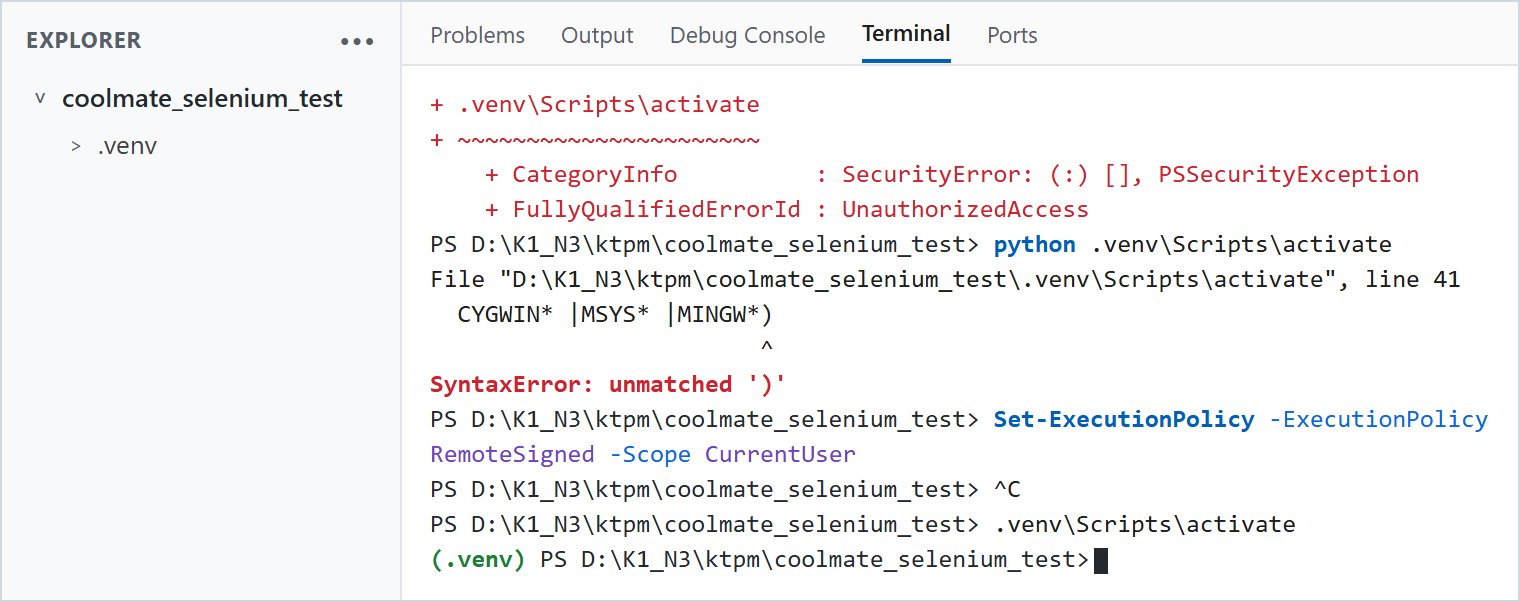 EXPLORER •••
˅ coolmate_selenium_test
> .venv
Problems Output Debug Console Terminal Ports
+ .venv\Scripts\activate
+ ~~~~~~~~~~~~~~~~~~~~~~
+ CategoryInfo : SecurityError: (:) [], PSSecurityException
+ FullyQualifiedErrorId : UnauthorizedAccess
PS D:\K1_N3\ktpm\coolmate_selenium_test> python .venv\Scripts\activate
File "D:\K1_N3\ktpm\coolmate_selenium_test\.venv\Scripts\activate", line 41
CYGWIN* |MSYS* |MINGW*)
^
SyntaxError: unmatched ')'
PS D:\K1_N3\ktpm\coolmate_selenium_test> Set-ExecutionPolicy -ExecutionPolicy
RemoteSigned -Scope CurrentUser
PS D:\K1_N3\ktpm\coolmate_selenium_test> ^C
PS D:\K1_N3\ktpm\coolmate_selenium_test> .venv\Scripts\activate
(.venv) PS D:\K1_N3\ktpm\coolmate_selenium_test>